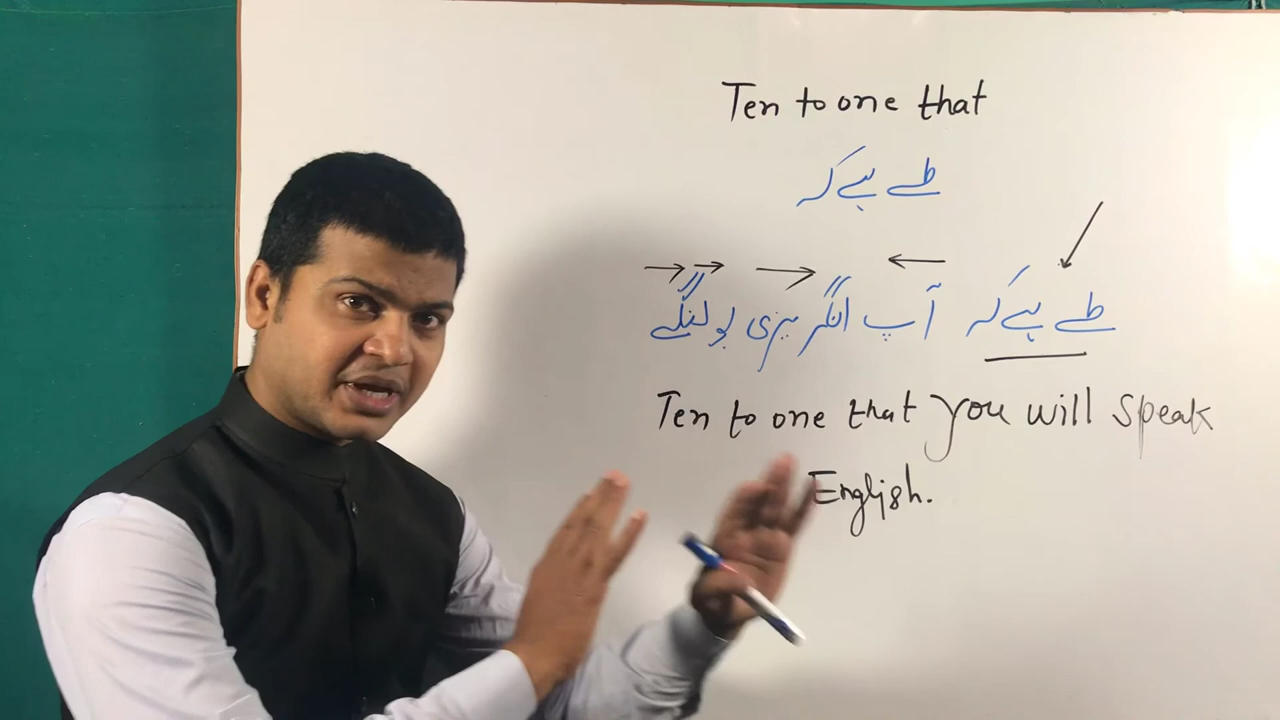 Ten to one that
طے ہے کہ
طے ہے کہ آپ انگریزی بولنگے
Ten to one that you will speak
English.